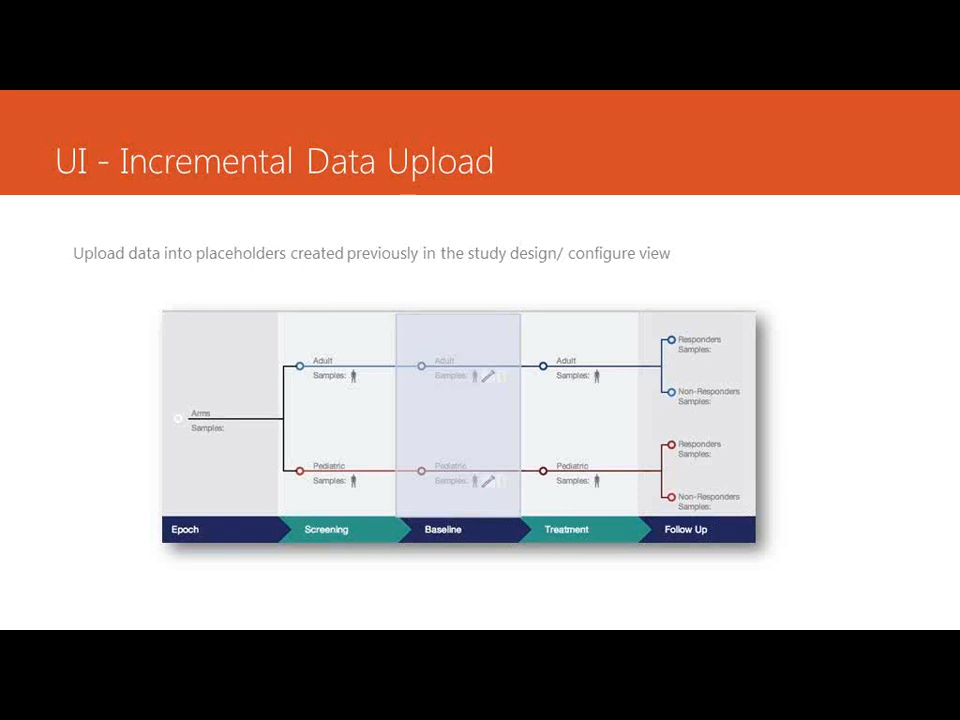 UI - Incremental Data Upload
Upload data into placeholders created previously in the study design/ configure view
Arms
Samples:
Adult
Samples:
Adult
Samples:
Adult
Samples:
Responders
Samples:
Non-Responders
Samples:
Pediatric
Samples:
Pediatric
Samples:
Pediatric
Samples:
Responders
Samples:
Non-Responders
Samples:
Epoch
Screening
Baseline
Treatment
Follow Up